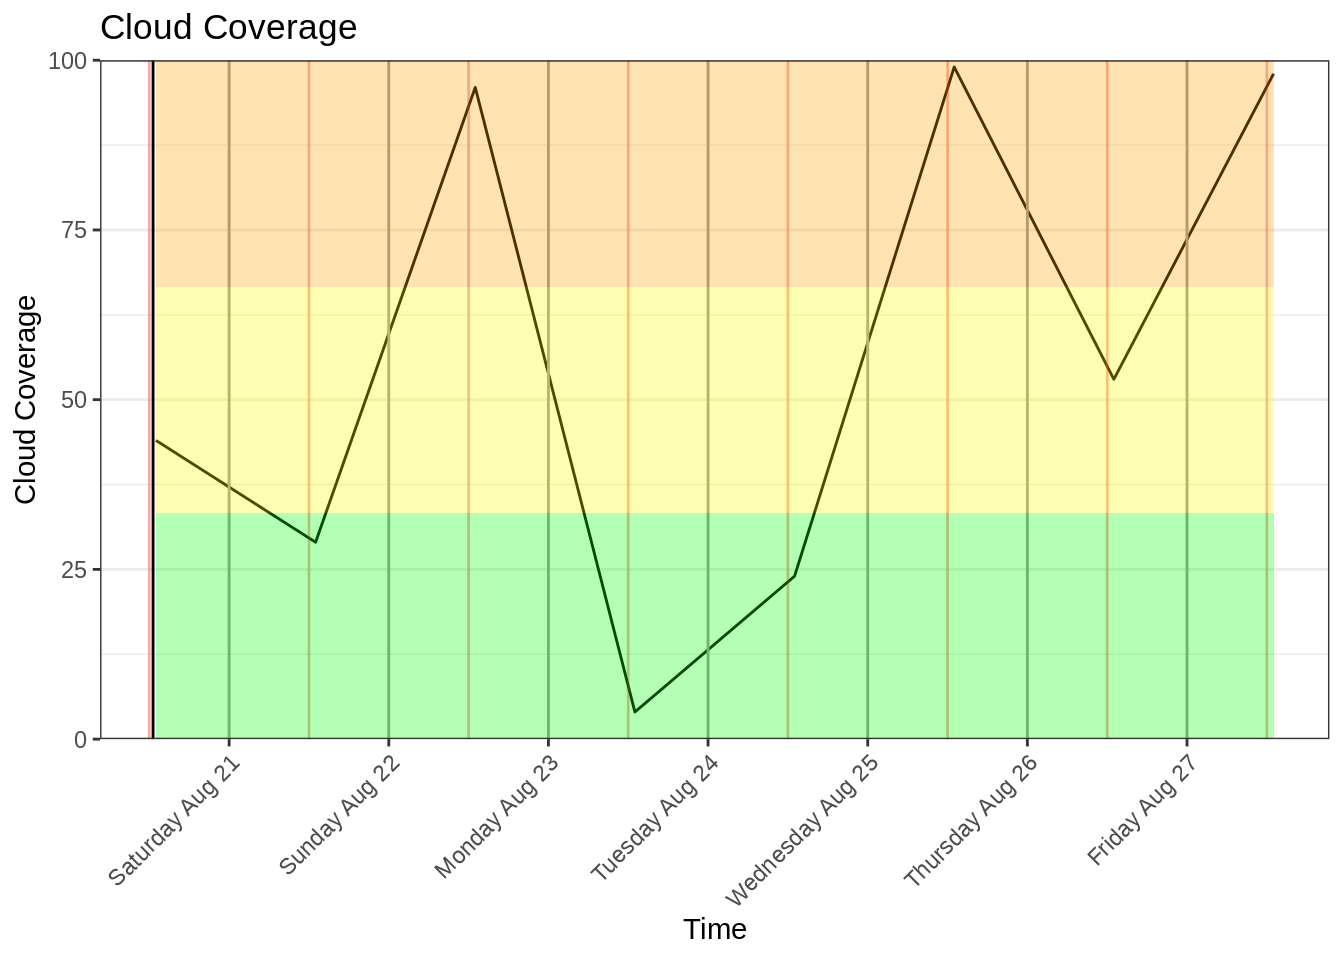 Cloud Coverage
100
75
50
25
0
Cloud Coverage
Saturday Aug 21
Sunday Aug 22
Monday Aug 23
Tuesday Aug 24
Wednesday Aug 25
Thursday Aug 26
Friday Aug 27
Time